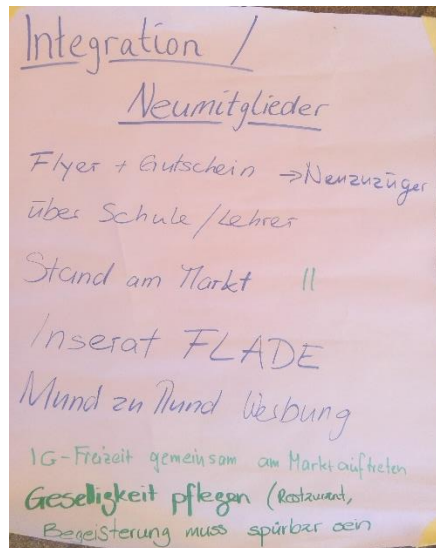 Integration /
Neumitglieder
Flyer + Gutschein → Neuzuzüger
über Schule/Lehrer
Stand am Markt ||
Inserat FLADE
Mund zu Mund Werbung
IG-Freizeit gemeinsam am Markt auftreten
Geselligkeit pflegen (Restaurant,
Begeisterung muss spürbar sein